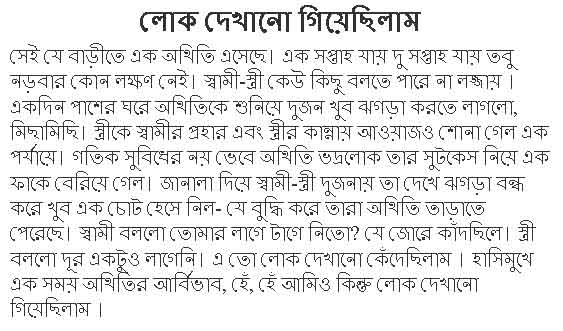 লোক দেখানো গিয়েছিলাম
সেই যে বাড়ীতে এক অথিতি এসেছে। এক সপ্তাহ যায় দু সপ্তাহ যায় তবু
নড়বার কোন লক্ষণ নেই। স্বামী-স্ত্রী কেউ কিছু বলতে পারে না লজ্জায় ।
একদিন পাশের ঘরে অথিতিকে শুনিয়ে দুজন খুব ঝগড়া করতে লাগলো,
মিছামিছি। স্ত্রীকে স্বামীর প্রহার এবং স্ত্রীর কান্নায় আওয়াজও শোনা গেল এক
পর্যায়ে। গতিক সুবিধের নয় ভেবে অথিতি ভদ্রলোক তার সুটকেস নিয়ে এক
ফাকে বেরিয়ে গেল। জানালা দিয়ে স্বামী-স্ত্রী দুজনায় তা দেখে ঝগড়া বন্ধ
করে খুব এক চোট হেসে নিল- যে বুদ্ধি করে তারা অথিতি তাড়াতে
পেরেছে। স্বামী বললো তোমার লাগে টাগে নিতো? যে জোরে কাঁদছিলে। স্ত্রী
বললো দূর একটুও লাগেনি। এ তো লোক দেখানো কেঁদেছিলাম । হাসিমুখে
এক সময় অথিতির আর্বিভাব, হেঁ, হেঁ আমিও কিন্তু লোক দেখানো
গিয়েছিলাম ।